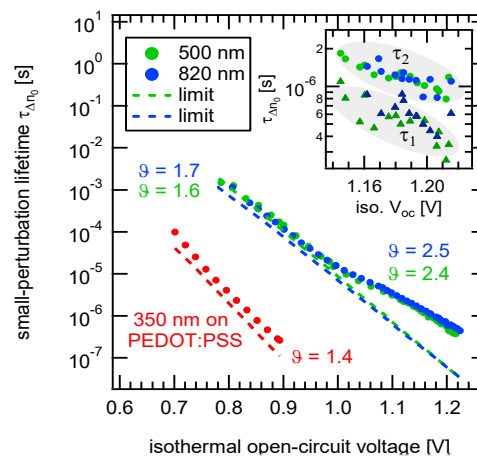 small-perturbation lifetime τ_Δn₀ [s]
10¹
10⁰
10⁻¹
10⁻²
10⁻³
10⁻⁴
10⁻⁵
10⁻⁶
10⁻⁷
500 nm
820 nm
limit
limit
τ_Δn₀ [s]
2
10⁻⁶
8
6
4
τ₂
τ₁
1.16 1.20
iso. V_oc [V]
ϑ = 1.7
ϑ = 1.6
ϑ = 2.5
ϑ = 2.4
350 nm on
PEDOT:PSS
ϑ = 1.4
0.6 0.7 0.8 0.9 1.0 1.1 1.2
isothermal open-circuit voltage [V]